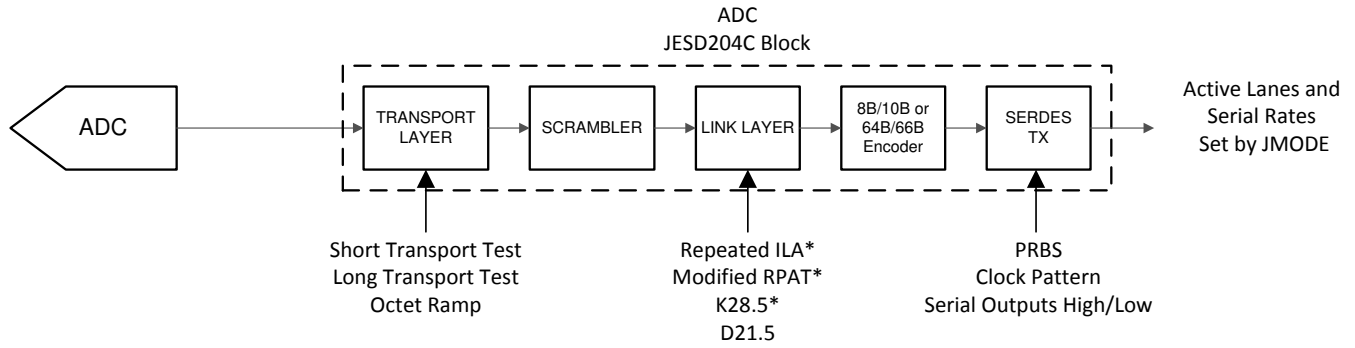 ADC
JESD204C Block
ADC
TRANSPORT
LAYER
SCRAMBLER
LINK LAYER
8B/10B or
64B/66B
Encoder
SERDES
TX
Active Lanes and
Serial Rates
Set by JMODE
Short Transport Test
Long Transport Test
Octet Ramp
Repeated ILA*
Modified RPAT*
K28.5*
D21.5
PRBS
Clock Pattern
Serial Outputs High/Low